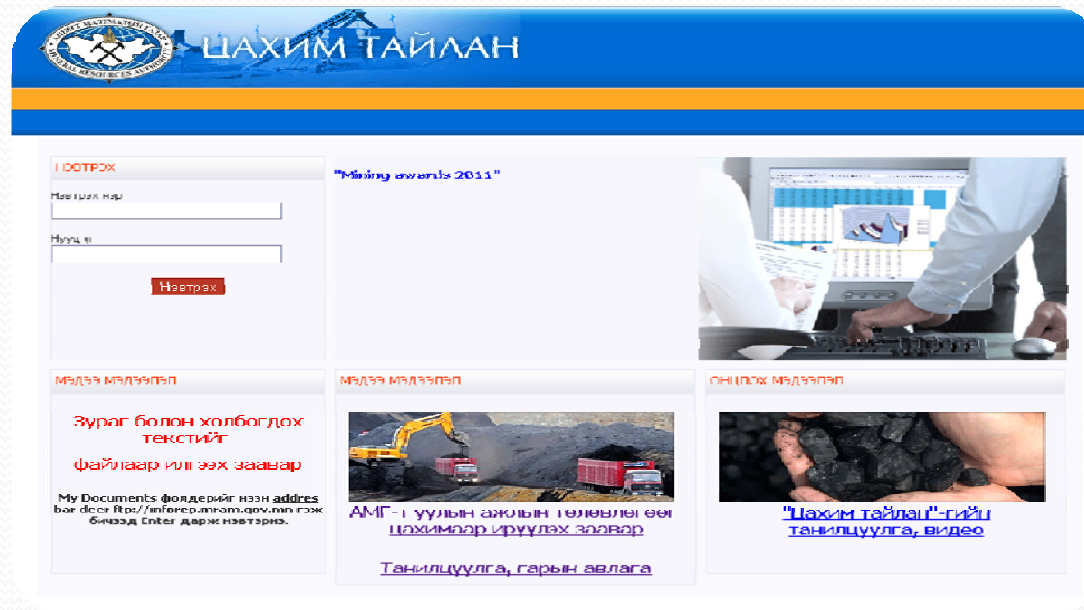 ЦАХИМ ТАЙЛАН
НЭВТРЭХ
Нэвтрэх нэр
Нууц үг
Нэвтрэх
"Mining awards 2011"
МЭДЭЭ МЭДЭЭЛЭЛ
Зураг болон холбогдох
текстийг
файлаар илгээх заавар
My Documents фолдерийг нээн addres
bar deer ftp://inforep.mram.gov.mn гэж
бичээд Enter дарж нэвтэрнэ.
МЭДЭЭ МЭДЭЭЛЭЛ
АМГ-т уулын ажлын төлөвлөгөөг
цахимаар ируүлэх заавар
Танилцуулга, гарын авлага
ОНЦЛОХ МЭДЭЭЛЭЛ
"Цахим тайлан"-гийн
танилцуулга, видео